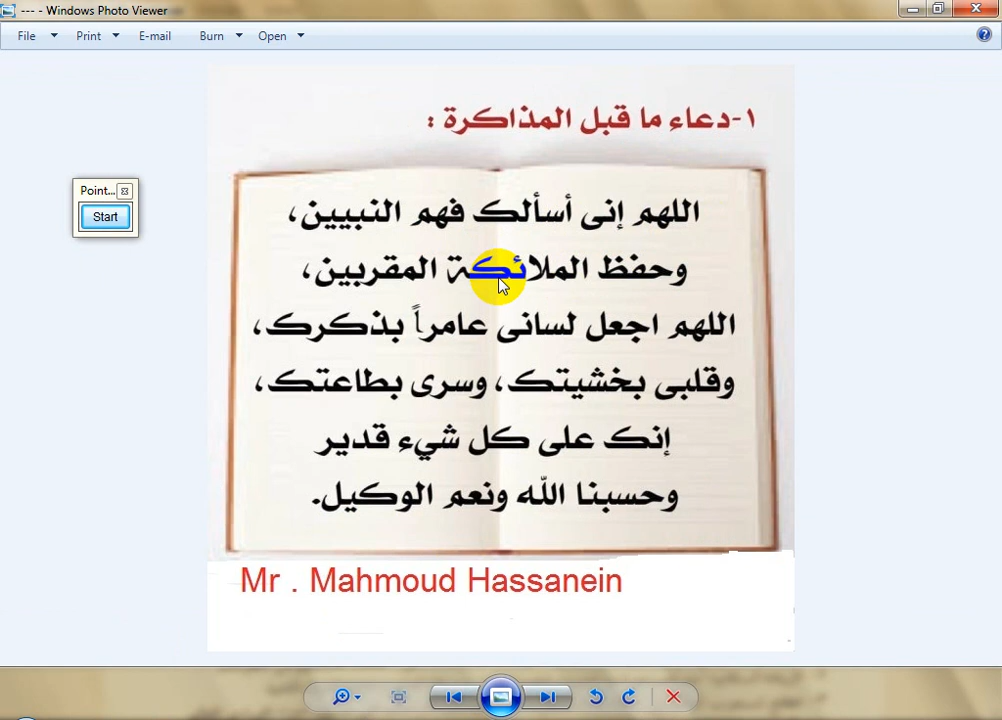 ---- - Windows Photo Viewer
File Print E-mail Burn Open
١-دعاء ما قبل المذاكرة :
Point...
Start
اللهم إنى أسألك فهم النبيين،
وحفظ الملائكة المقربين،
اللهم اجعل لسانى عامراً بذكرك،
وقلبى بخشيتك، وسرى بطاعتك،
إنك على كل شيء قدير
وحسبنا الله ونعم الوكيل.
Mr . Mahmoud Hassanein